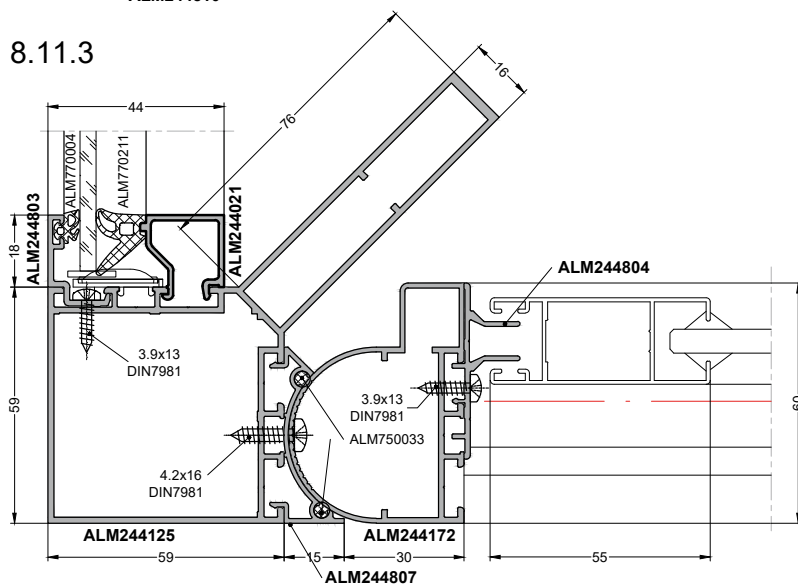 8.11.3
44
76
16
ALM770004
ALM770211
ALM244803
ALM244021
18
ALM244804
3.9x13
DIN7981
3.9x13
DIN7981
ALM750033
59
60
4.2x16
DIN7981
ALM244125
ALM244172
59
15
30
55
ALM244807